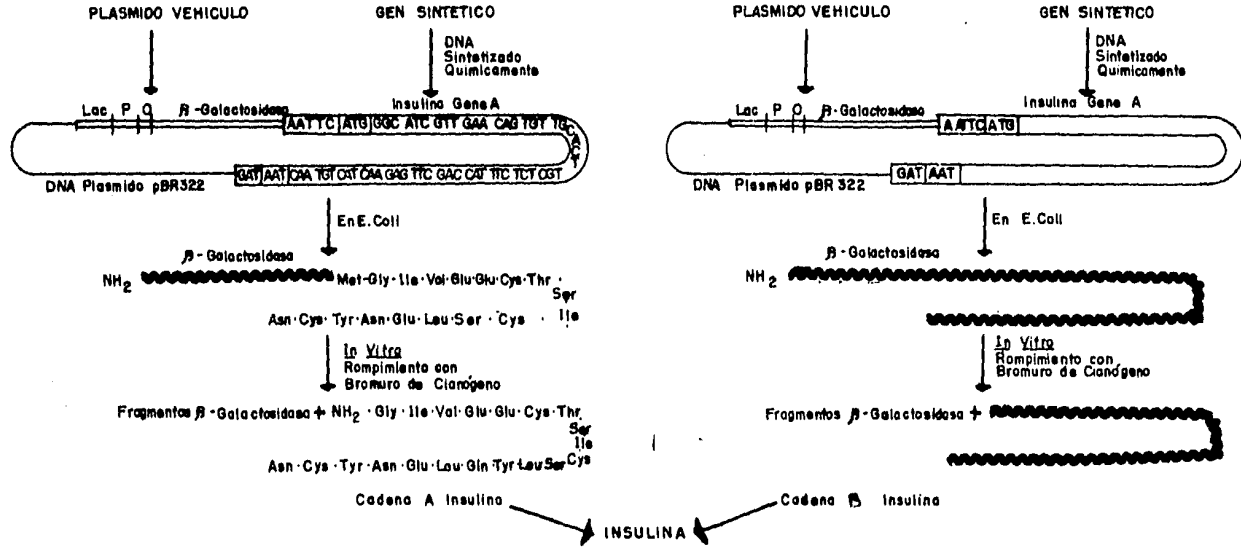 PLASMIDO VEHICULO
GEN SINTETICO
DNA
Sintetizado
Quimicamente
Lac P O β-Galactosidasa
Insulina Gene A
AATTC ATG GGC ATC GTT GAA CAG TGT TG
CACTT
GAT AAT CAA TGT CAT CAA GAG TTC GAC CAT TTC TCT CGT
DNA Plasmido pBR322
En E. Coli
β-Galactosidasa
NH2
Met-Gly·Ile·Val·Glu·Glu·Cys·Thr·
Ser
Ile
Asn·Cys·Tyr·Asn·Glu·Leu·Ser·Cys·
In Vitro
Rompimiento con
Bromuro de Cianógeno
Fragmentos β-Galactosidasa + NH2·Gly·Ile·Val·Glu·Glu·Cys·Thr
Ser
Ile
Cys
Asn·Cys·Tyr·Asn·Glu·Leu·Gln·Tyr·Leu·Ser
Cadena A Insulina
PLASMIDO VEHICULO
GEN SINTETICO
DNA
Sintetizado
Quimicamente
Lac P O β-Galactosidasa
Insulina Gene A
AATTC ATG
GAT AAT
DNA Plasmido pBR322
En E. Coli
β-Galactosidasa
NH2
In Vitro
Rompimiento con
Bromuro de Cianógeno
Fragmentos β-Galactosidasa +
Cadena B Insulina
INSULINA